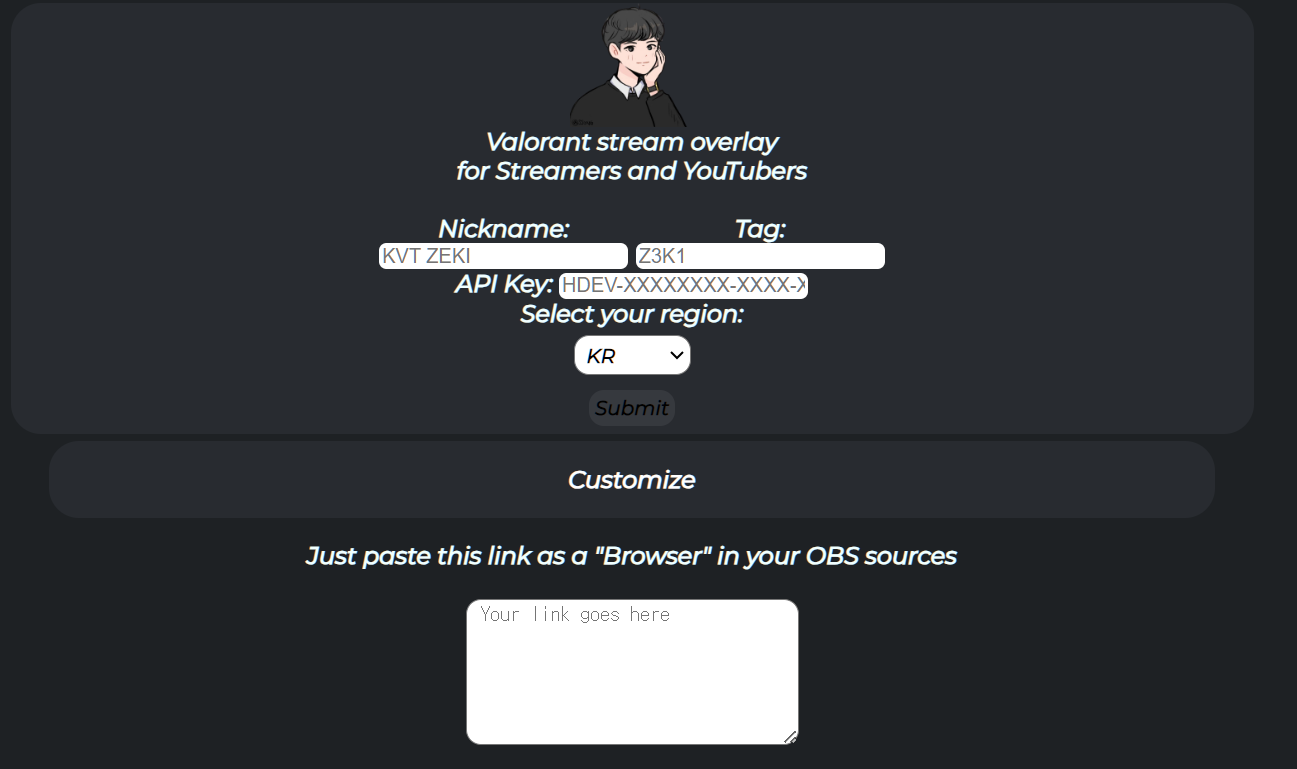 Valorant stream overlay
for Streamers and YouTubers
Nickname: Tag:
KVT ZEKI Z3K1
API Key: HDEV-XXXXXXXX-XXXX-X
Select your region:
KR
Submit
Customize
Just paste this link as a "Browser" in your OBS sources
Your link goes here